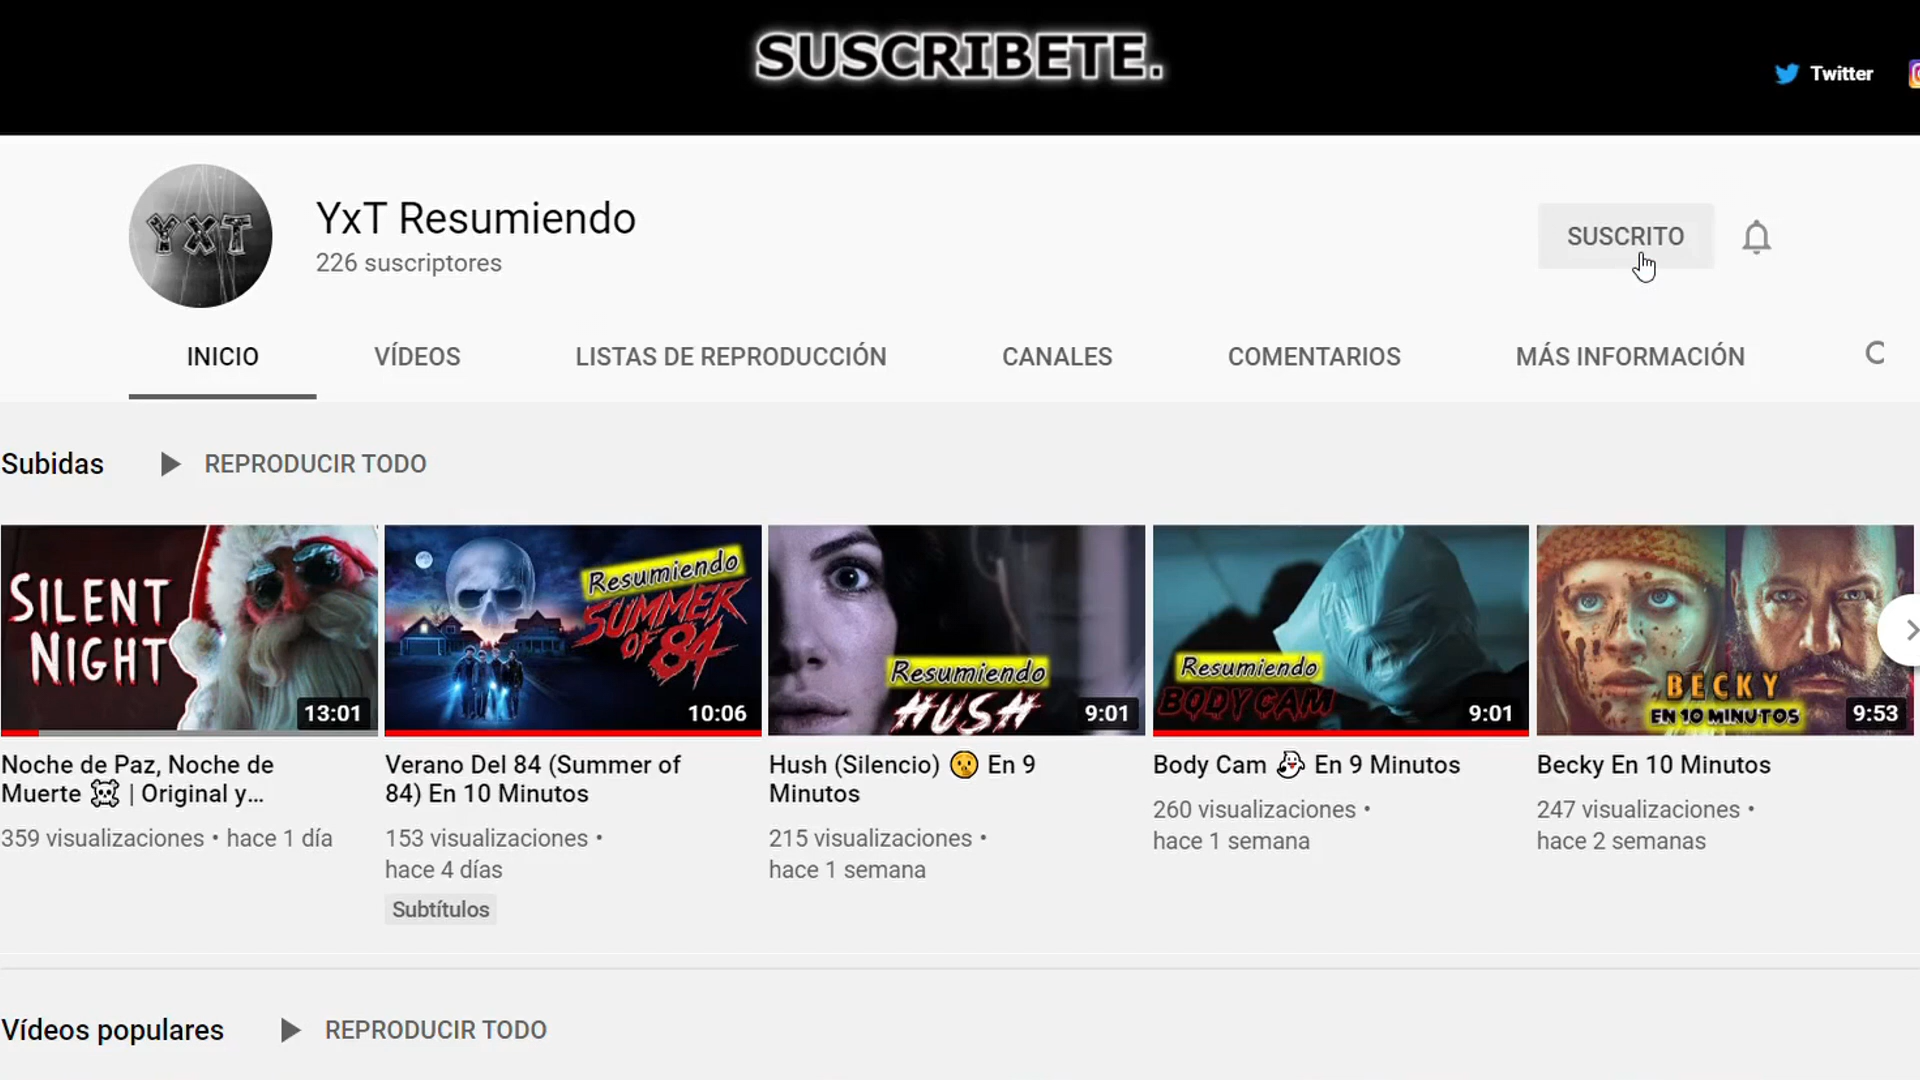 SUSCRIBETE.
Twitter
YXT
YxT Resumiendo
226 suscriptores
SUSCRITO
INICIO
VÍDEOS
LISTAS DE REPRODUCCIÓN
CANALES
COMENTARIOS
MÁS INFORMACIÓN
Subidas
REPRODUCIR TODO
SILENT
NIGHT
13:01
Resumiendo
SUMMER
OF 84
10:06
Resumiendo
HUSH
9:01
Resumiendo
BODY CAM
9:01
BECKY
EN 10 MINUTOS
9:53
Noche de Paz, Noche de
Muerte ☠️ | Original y...
359 visualizaciones • hace 1 día
Verano Del 84 (Summer of
84) En 10 Minutos
153 visualizaciones •
hace 4 días
Subtítulos
Hush (Silencio) 🤫 En 9
Minutos
215 visualizaciones •
hace 1 semana
Body Cam 👻 En 9 Minutos
260 visualizaciones •
hace 1 semana
Becky En 10 Minutos
247 visualizaciones •
hace 2 semanas
Vídeos populares
REPRODUCIR TODO